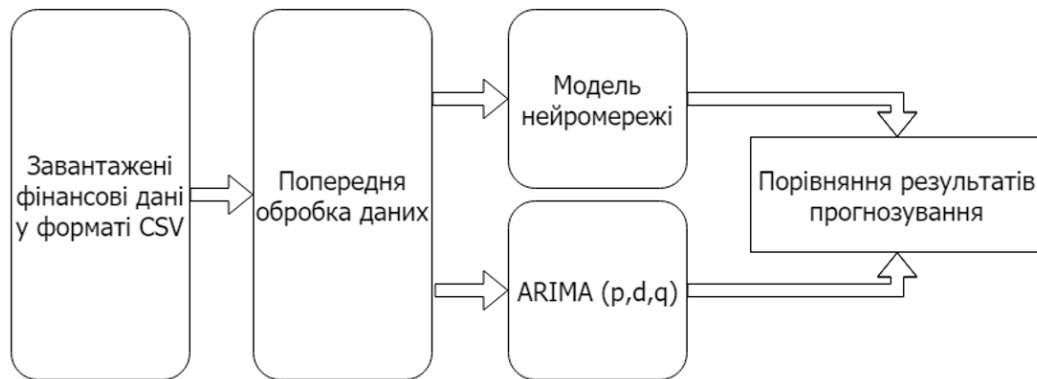 Завантажені
фінансові дані
у форматі CSV
Попередня
обробка даних
Модель
нейромережі
ARIMA (p,d,q)
Порівняння результатів
прогнозування